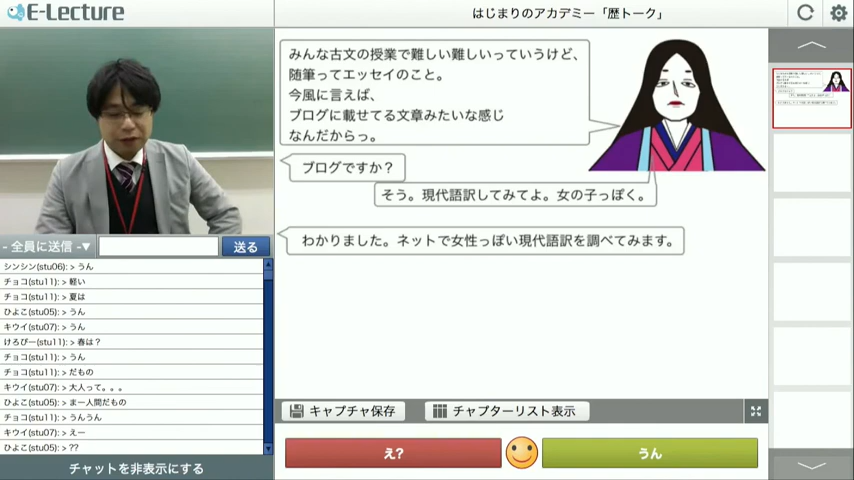 E-Lecture
はじまりのアカデミー「歴トーク」
みんな古文の授業で難しい難しいっていうけど、
随筆ってエッセイのこと。
今風に言えば、
ブログに載せてる文章みたいな感じ
なんだからっ。
ブログですか？
そう。現代語訳してみてよ。女の子っぽく。
わかりました。ネットで女性っぽい現代語訳を調べてみます。
- 全員に送信 -▼
送る
シンシン(stu06): > うん
チョコ(stu11): > 軽い
チョコ(stu11): > 夏は
ひよこ(stu05): > うん
キウイ(stu07): > うん
けろぴー(stu11): > 春は？
チョコ(stu11): > うん
チョコ(stu11): > だもの
キウイ(stu07): > 大人って。。。
ひよこ(stu05): > まー人間だもの
チョコ(stu11): > うんうん
キウイ(stu07): > えー
ひよこ(stu05): > ??
チャットを非表示にする
キャプチャ保存
チャプターリスト表示
え?
うん